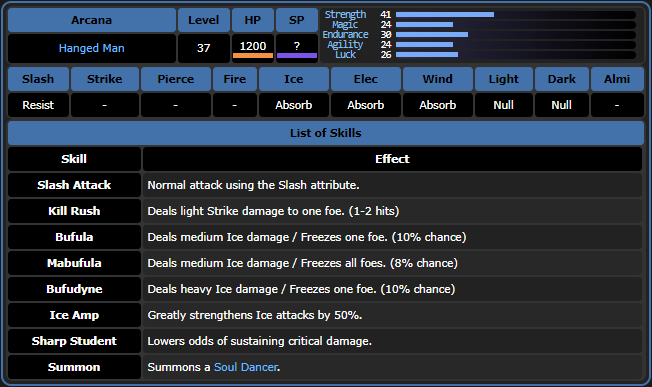 Arcana Level HP SP
Hanged Man 37 1200 ?
Strength 41
Magic 24
Endurance 30
Agility 24
Luck 26
Slash Strike Pierce Fire Ice Elec Wind Light Dark Almi
Resist - - - Absorb Absorb Absorb Null Null -
List of Skills
Skill Effect
Slash Attack Normal attack using the Slash attribute.
Kill Rush Deals light Strike damage to one foe. (1-2 hits)
Bufula Deals medium Ice damage / Freezes one foe. (10% chance)
Mabufula Deals medium Ice damage / Freezes all foes. (8% chance)
Bufudyne Deals heavy Ice damage / Freezes one foe. (10% chance)
Ice Amp Greatly strengthens Ice attacks by 50%.
Sharp Student Lowers odds of sustaining critical damage.
Summon Summons a Soul Dancer.